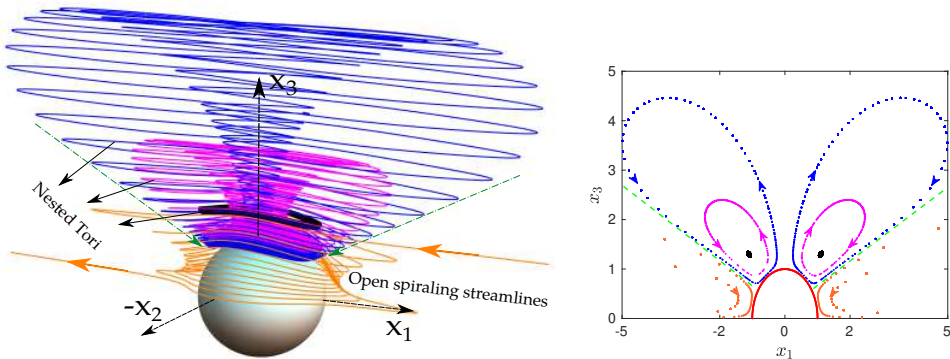 x₃
Nested Tori
Open spiraling streamlines
-x₂
x₁
5
4
3
2
1
0
x₃
-5 -2 0 2 5
x₁